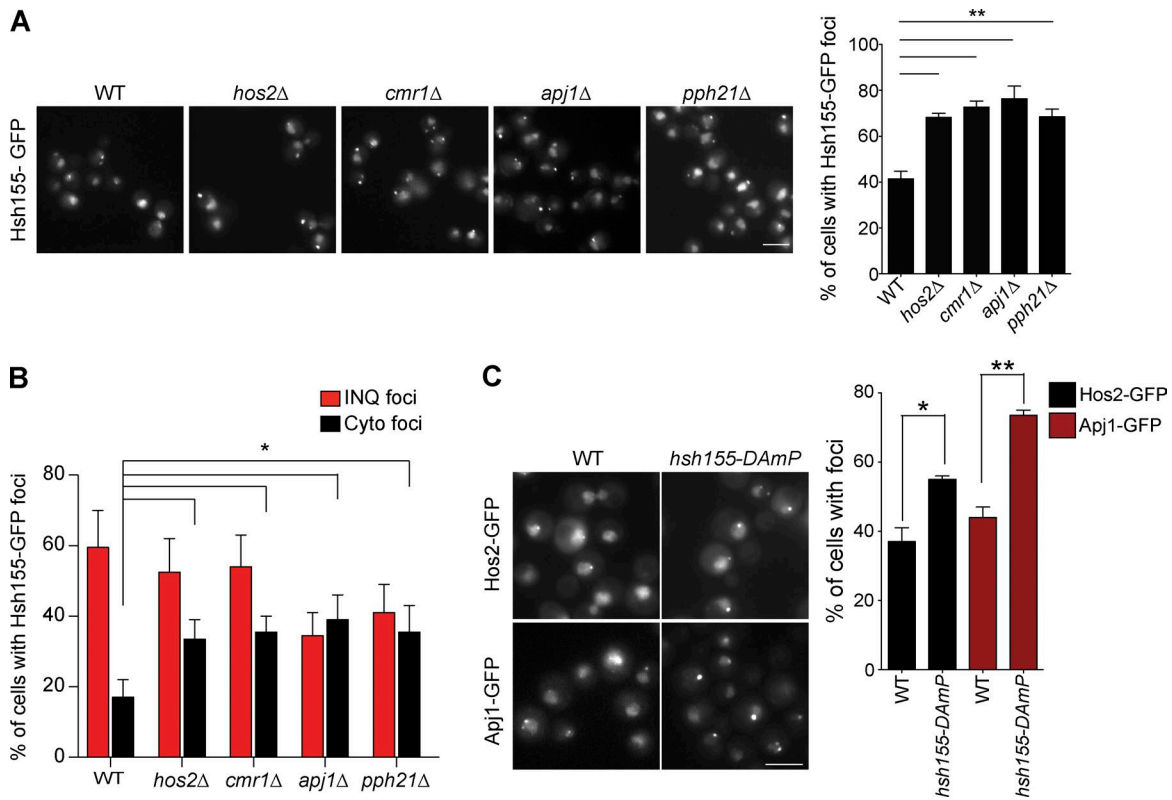 A
WT hos2Δ cmr1Δ apj1Δ pph21Δ
Hsh155- GFP
% of cells with Hsh155-GFP foci
**
100
80
60
40
20
0
WT hos2Δ cmr1Δ apj1Δ pph21Δ
B
INQ foci
Cyto foci
% of cells with Hsh155-GFP foci
*
80
60
40
20
0
WT hos2Δ cmr1Δ apj1Δ pph21Δ
C
WT hsh155-DAmP
Hos2-GFP
Apj1-GFP
Hos2-GFP
Apj1-GFP
% of cells with foci
* **
80
60
40
20
0
WT hsh155-DAmP WT hsh155-DAmP